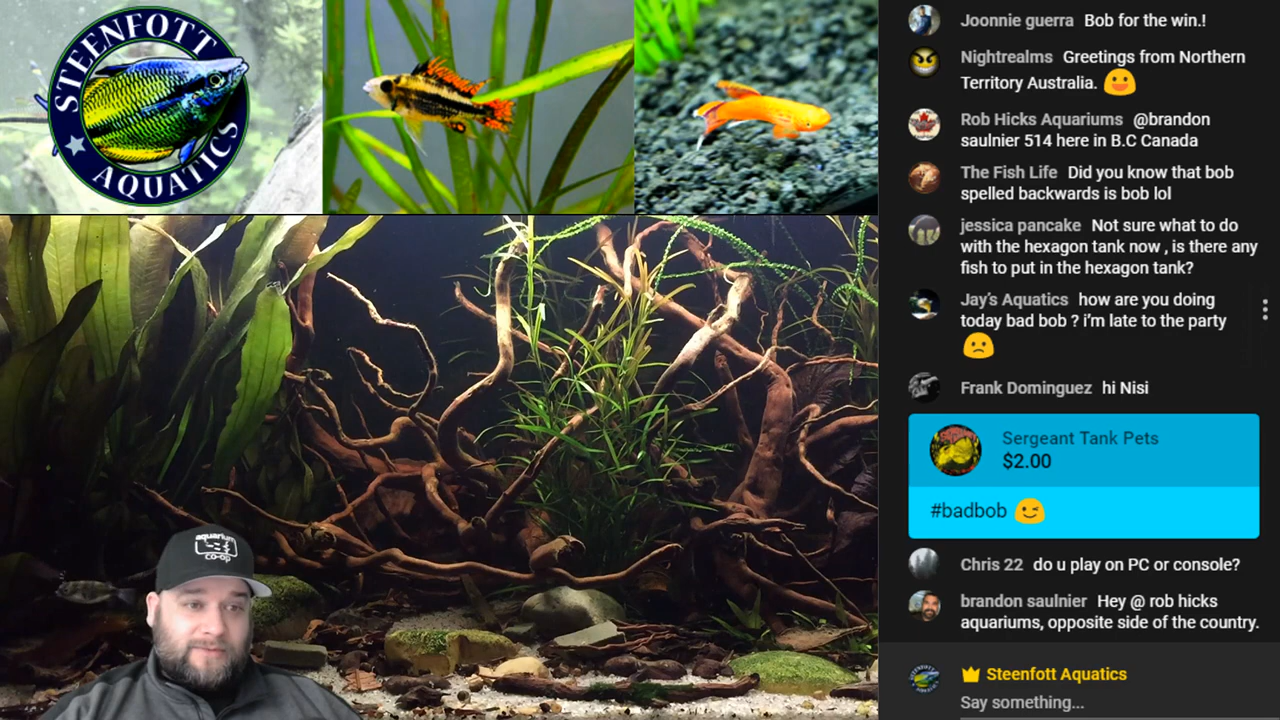 STEENFOTT
AQUATICS
aquarium
co-op
Joonnie guerra Bob for the win.!
Nightrealms Greetings from Northern
Territory Australia. 😀
Rob Hicks Aquariums @brandon
saulnier 514 here in B.C Canada
The Fish Life Did you know that bob
spelled backwards is bob lol
jessica pancake Not sure what to do
with the hexagon tank now , is there any
fish to put in the hexagon tank?
Jay's Aquatics how are you doing
today bad bob ? i'm late to the party
🙁
Frank Dominguez hi Nisi
Sergeant Tank Pets
$2.00
#badbob 😉
Chris 22 do u play on PC or console?
brandon saulnier Hey @ rob hicks
aquariums, opposite side of the country.
Steenfott Aquatics
Say something...